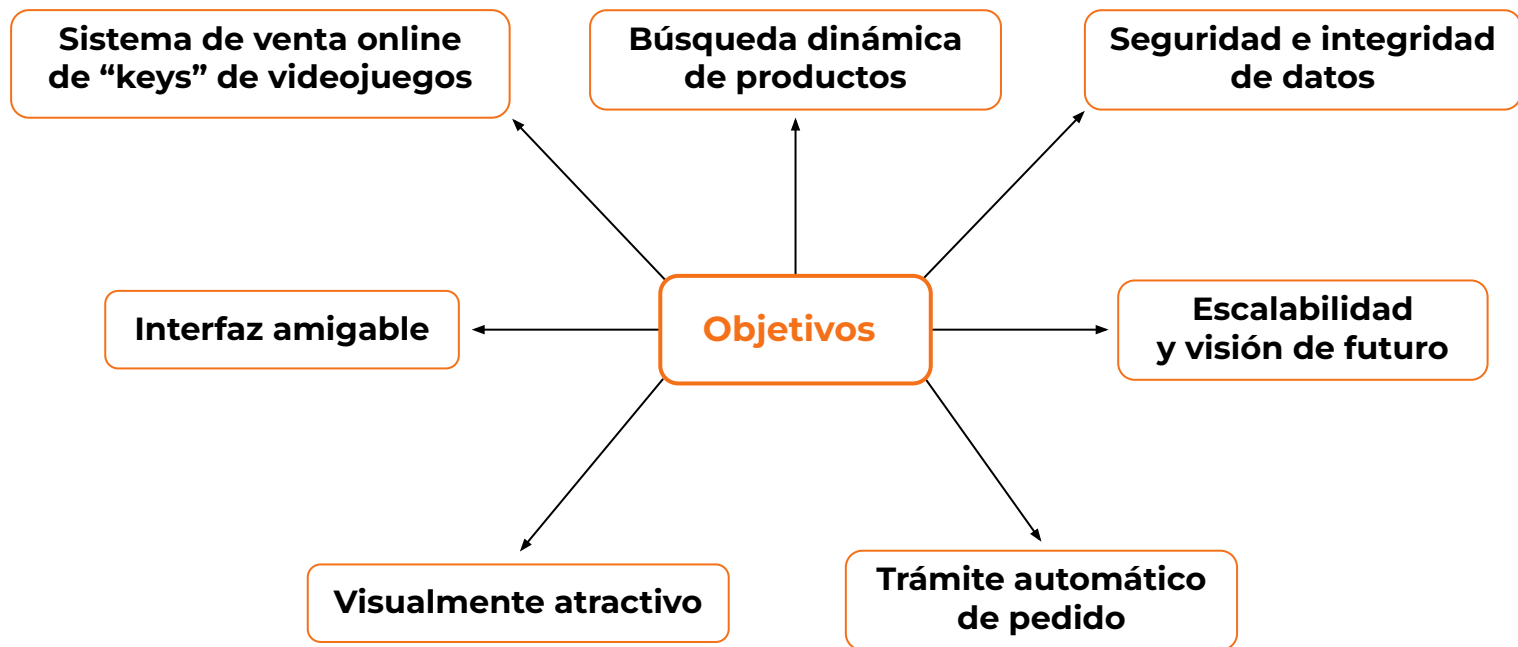 Sistema de venta online
de “keys” de videojuegos
Búsqueda dinámica
de productos
Seguridad e integridad
de datos
Interfaz amigable
Objetivos
Escalabilidad
y visión de futuro
Visualmente atractivo
Trámite automático
de pedido